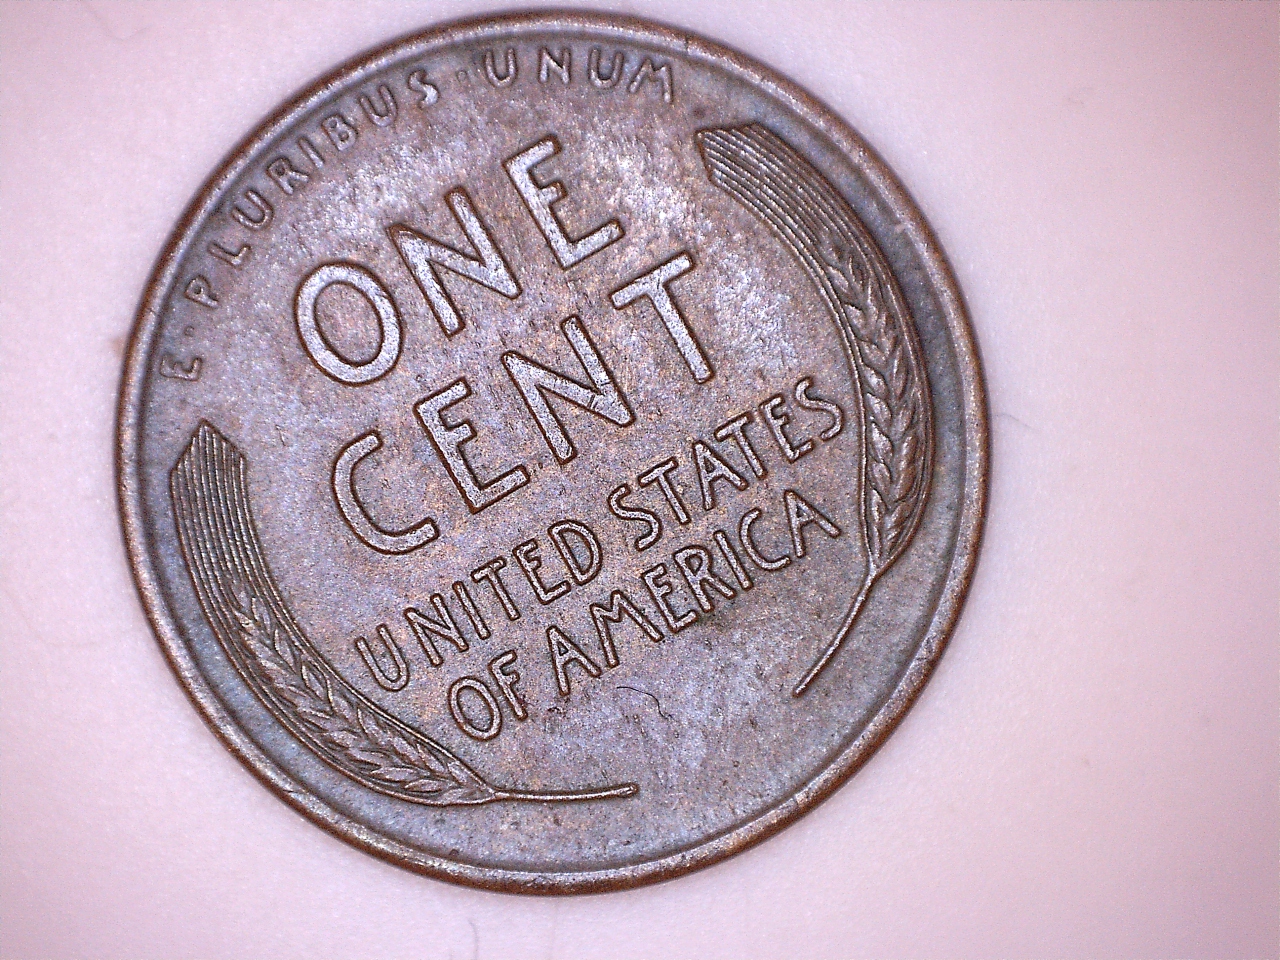 E·PLURIBUS·UNUM
ONE
CENT
UNITED STATES
OF AMERICA